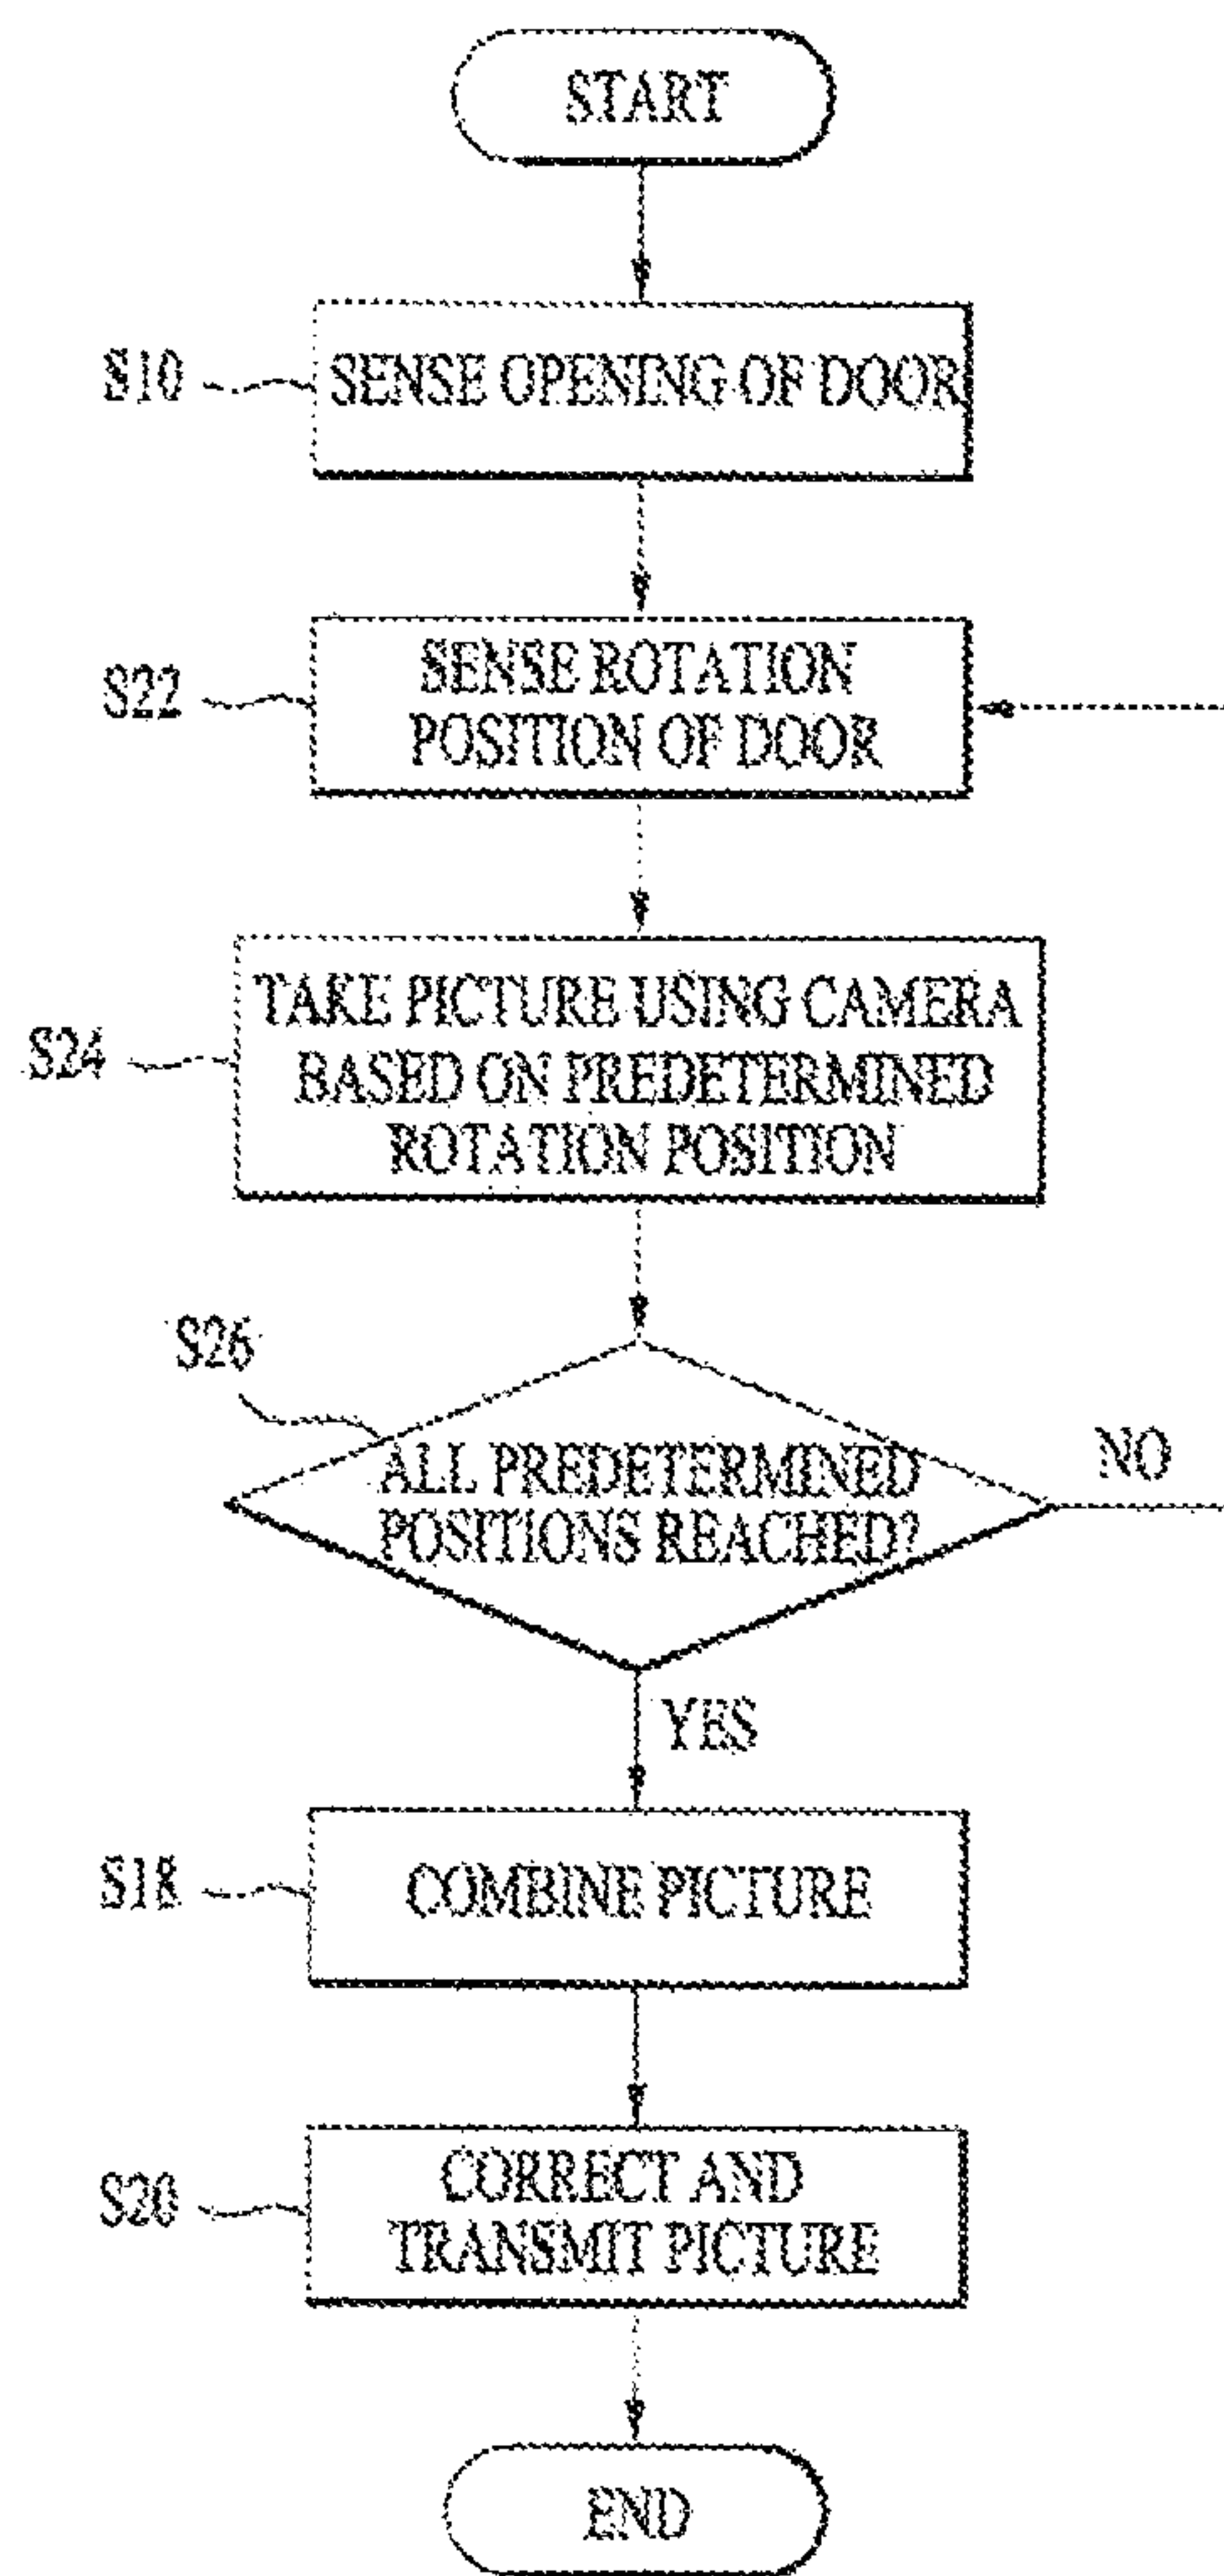 START
S10
SENSE OPENING OF DOOR
S22
SENSE ROTATION
POSITION OF DOOR
S24
TAKE PICTURE USING CAMERA
BASED ON PREDETERMINED
ROTATION POSITION
S26
ALL PREDETERMINED
POSITIONS REACHED?
NO
YES
S18
COMBINE PICTURE
S20
CORRECT AND
TRANSMIT PICTURE
END